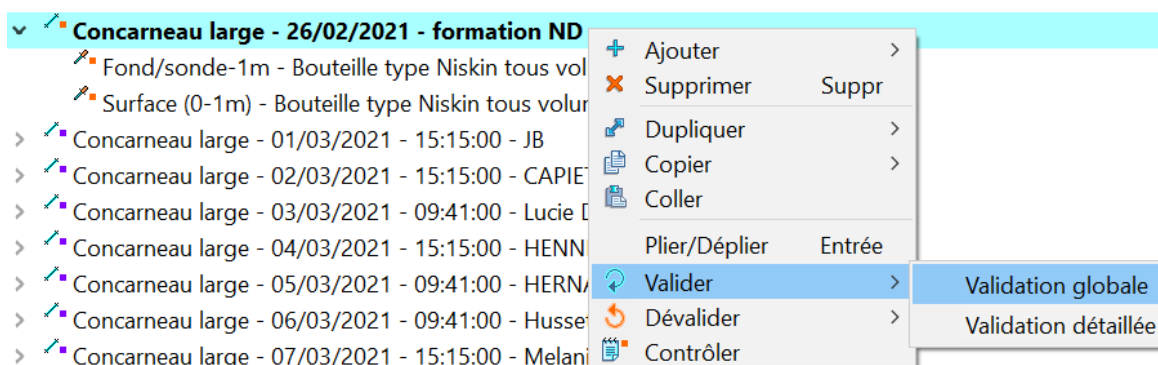 Concarneau large - 26/02/2021 - formation ND
Fond/sonde-1m - Bouteille type Niskin tous vol
Surface (0-1m) - Bouteille type Niskin tous volu
Concarneau large - 01/03/2021 - 15:15:00 - JB
Concarneau large - 02/03/2021 - 15:15:00 - CAPIE
Concarneau large - 03/03/2021 - 09:41:00 - Lucie
Concarneau large - 04/03/2021 - 15:15:00 - HENN
Concarneau large - 05/03/2021 - 09:41:00 - HERNA
Concarneau large - 06/03/2021 - 09:41:00 - Husse
Concarneau large - 07/03/2021 - 15:15:00 - Melani
Ajouter
Supprimer Suppr
Dupliquer
Copier
Coller
Plier/Déplier Entrée
Valider
Dévalider
Contrôler
Validation globale
Validation détaillée